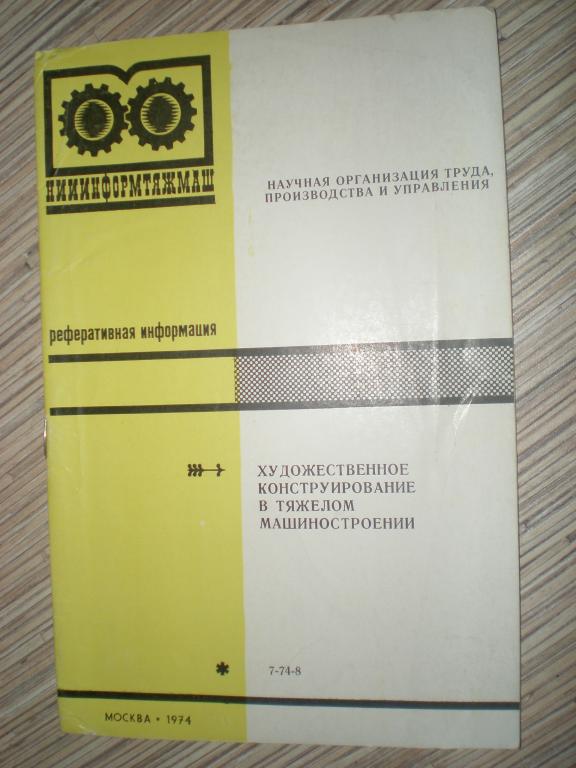 НИИИНФОРМТЯЖМАШ
НАУЧНАЯ ОРГАНИЗАЦИЯ ТРУДА,
ПРОИЗВОДСТВА И УПРАВЛЕНИЯ
реферативная информация
ХУДОЖЕСТВЕННОЕ
КОНСТРУИРОВАНИЕ
В ТЯЖЕЛОМ
МАШИНОСТРОЕНИИ
* 7-74-8
МОСКВА • 1974